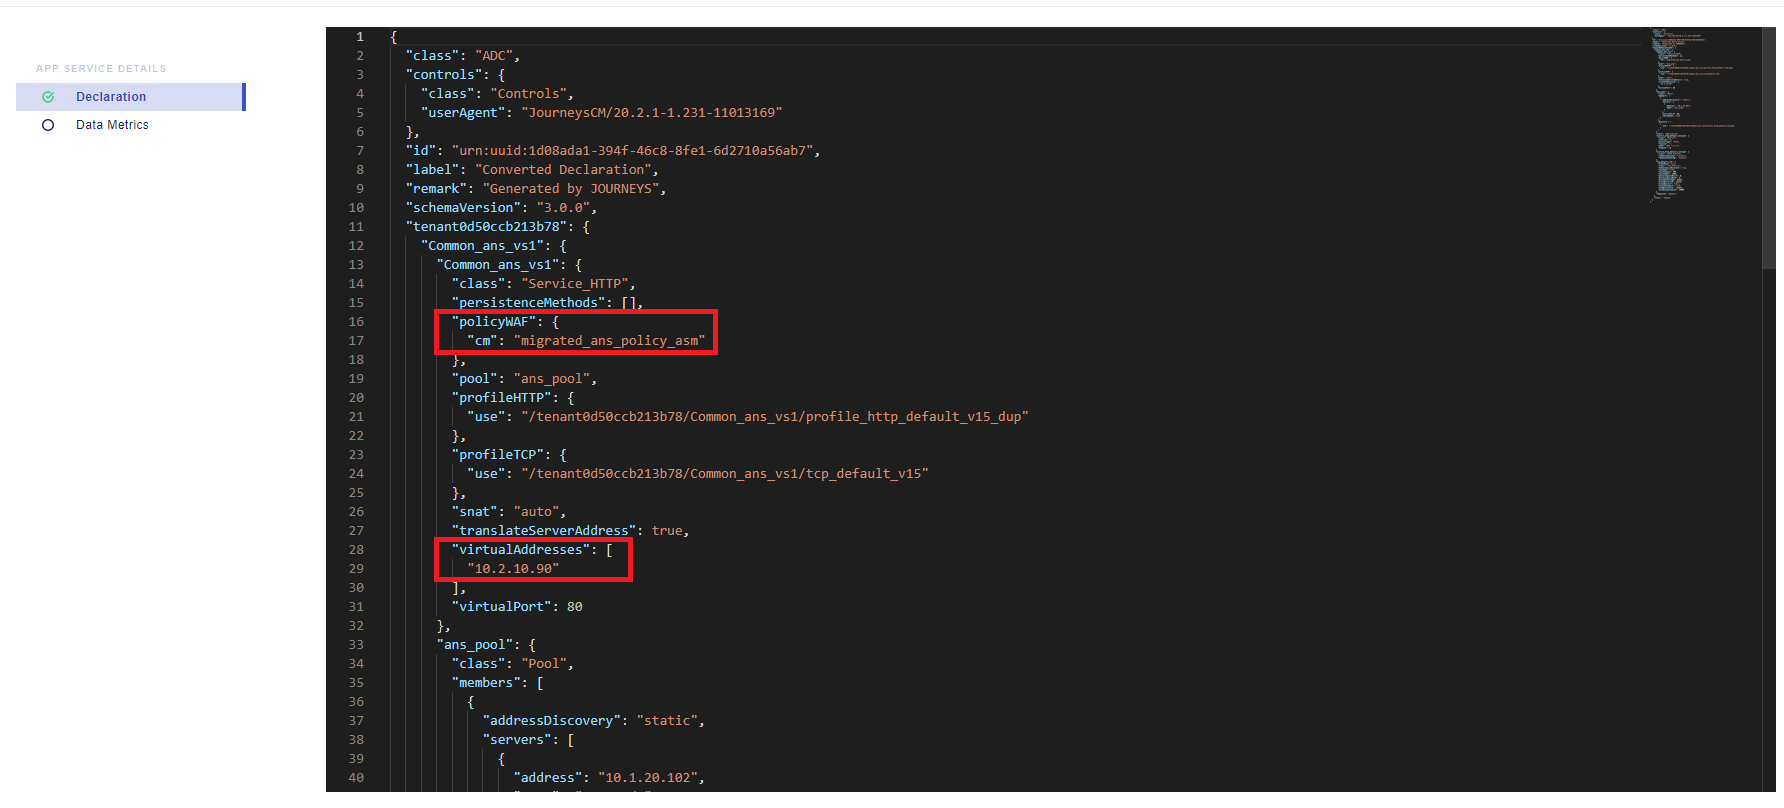 APP SERVICE DETAILS
Declaration
Data Metrics
1 {
2 "class": "ADC",
3 "controls": {
4 "class": "Controls",
5 "userAgent": "JourneysCM/20.2.1-1.231-11013169"
6 },
7 "id": "urn:uuid:1d08ada1-394f-46c8-8fe1-6d2710a56ab7",
8 "label": "Converted Declaration",
9 "remark": "Generated by JOURNEYS",
10 "schemaVersion": "3.0.0",
11 "tenant0d50ccb213b78": {
12 "Common_ans_vs1": {
13 "Common_ans_vs1": {
14 "class": "Service_HTTP",
15 "persistenceMethods": [],
16 "policyWAF": {
17 "cm": "migrated_ans_policy_asm"
18 },
19 "pool": "ans_pool",
20 "profileHTTP": {
21 "use": "/tenant0d50ccb213b78/Common_ans_vs1/profile_http_default_v15_dup"
22 },
23 "profileTCP": {
24 "use": "/tenant0d50ccb213b78/Common_ans_vs1/tcp_default_v15"
25 },
26 "snat": "auto",
27 "translateServerAddress": true,
28 "virtualAddresses": [
29 "10.2.10.90"
30 ],
31 "virtualPort": 80
32 },
33 "ans_pool": {
34 "class": "Pool",
35 "members": [
36 {
37 "addressDiscovery": "static",
38 "servers": [
39 {
40 "address": "10.1.20.102",